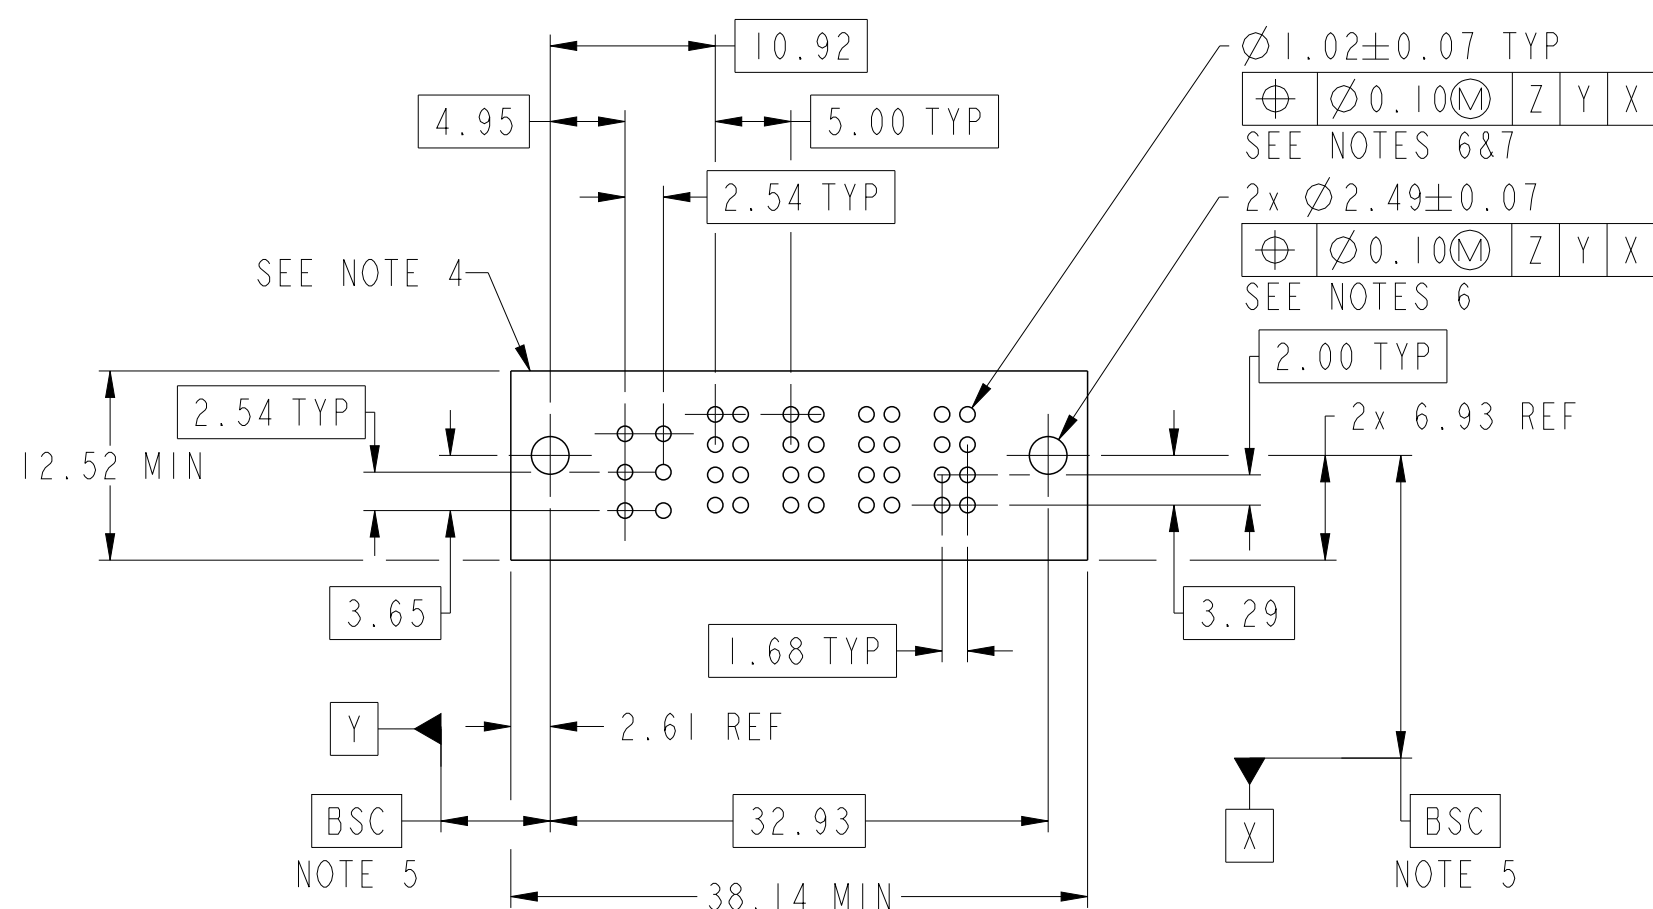 10.92
Ø1.02±0.07 TYP
⌖ Ø0.10Ⓜ Z Y X
SEE NOTES 6&7
4.95
5.00 TYP
2.54 TYP
2x Ø2.49±0.07
⌖ Ø0.10Ⓜ Z Y X
SEE NOTES 6
SEE NOTE 4
2.00 TYP
2.54 TYP
2x 6.93 REF
12.52 MIN
3.65
3.29
1.68 TYP
Y
2.61 REF
BSC
NOTE 5
32.93
X
BSC
NOTE 5
38.14 MIN